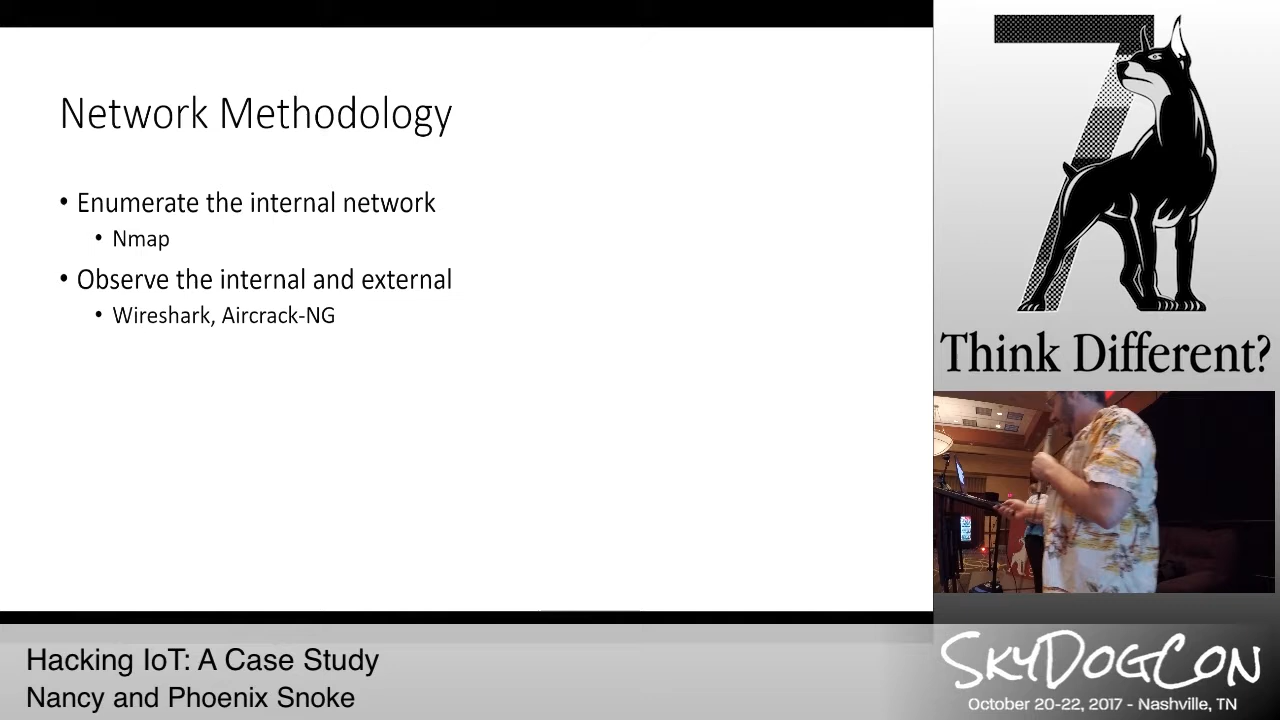 Network Methodology
• Enumerate the internal network
• Nmap
• Observe the internal and external
• Wireshark, Aircrack-NG
7
Think Different?
Hacking IoT: A Case Study
Nancy and Phoenix Snoke
SKYDOGCON
October 20-22, 2017 - Nashville, TN